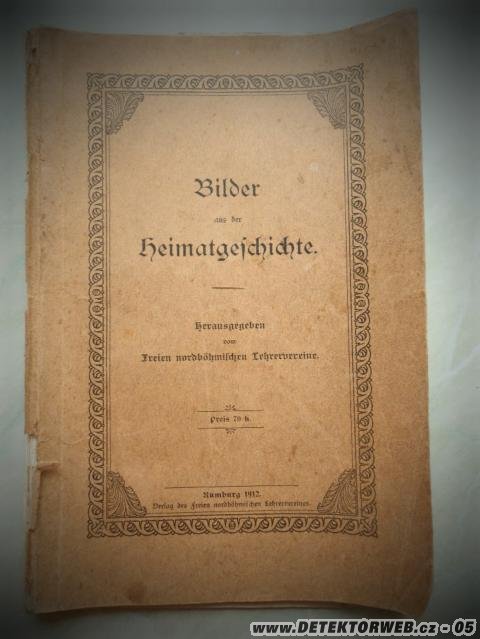 Bilder
aus der
Heimatgeschichte.
Herausgegeben
vom
Freien nordböhmischen Lehrervereine.
Preis 70 h.
Rumburg 1912.
Verlag des Freien nordböhmischen Lehrervereines.
www.DETEKTORWEB.cz - 05